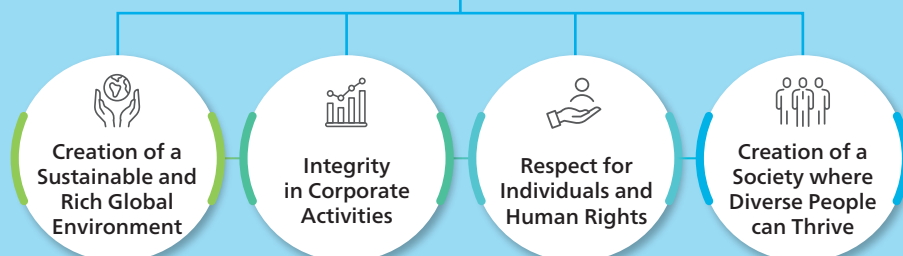 Creation of a
Sustainable and
Rich Global
Environment
Integrity
in Corporate
Activities
Respect for
Individuals and
Human Rights
Creation of a
Society where
Diverse People
can Thrive